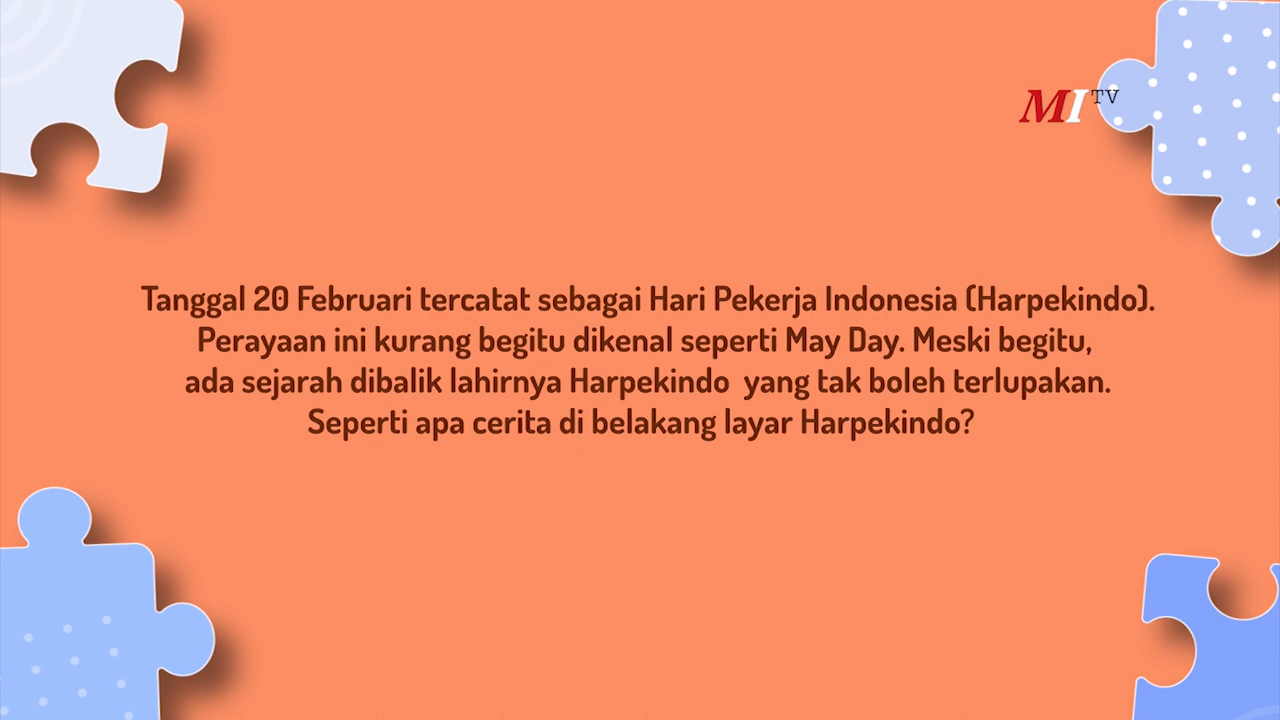 MI TV
Tanggal 20 Februari tercatat sebagai Hari Pekerja Indonesia (Harpekindo).
Perayaan ini kurang begitu dikenal seperti May Day. Meski begitu,
ada sejarah dibalik lahirnya Harpekindo yang tak boleh terlupakan.
Seperti apa cerita di belakang layar Harpekindo?